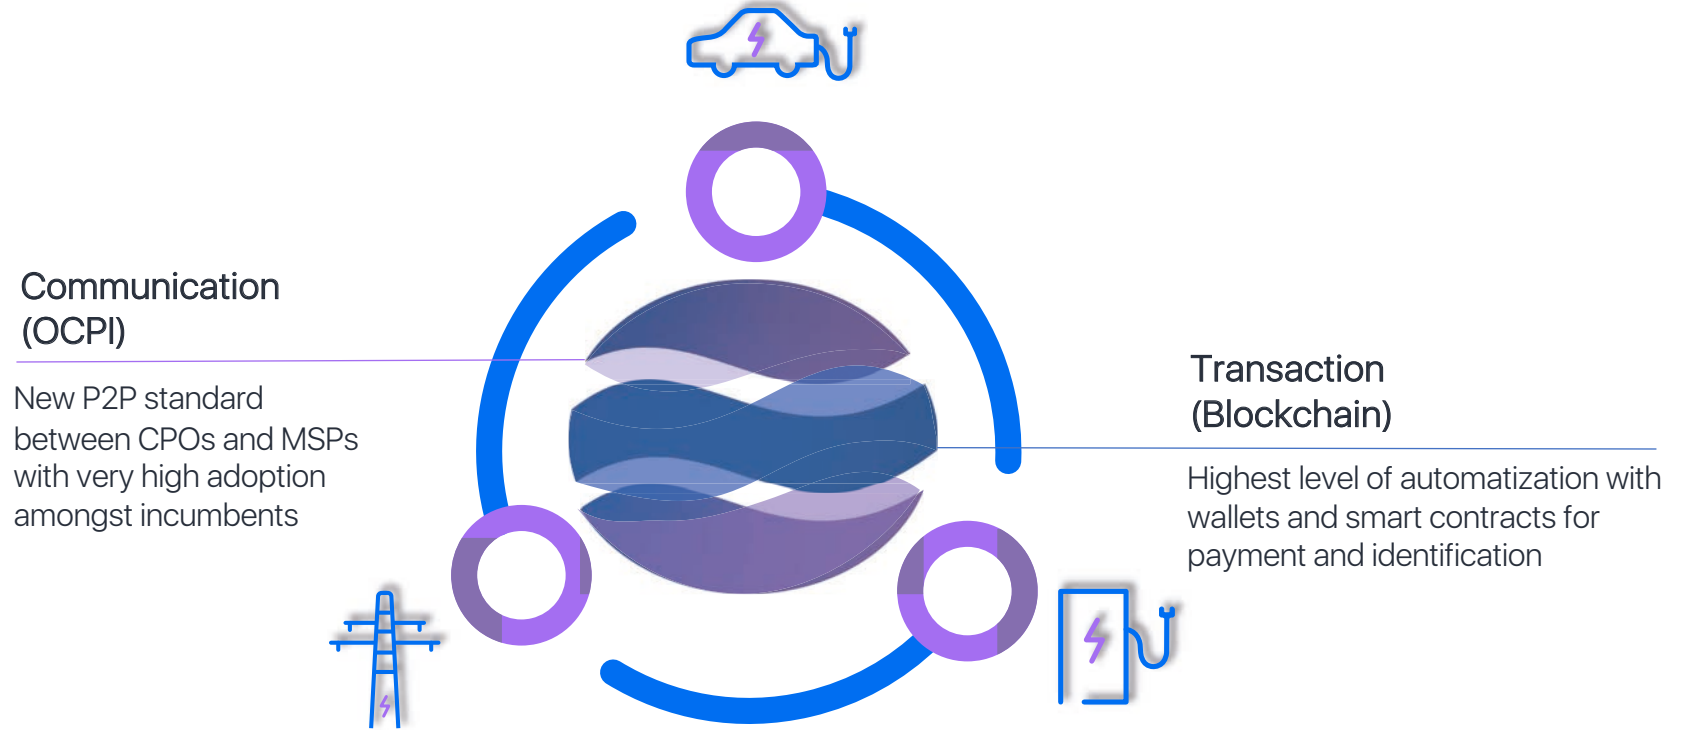 Communication
(OCPI)
New P2P standard
between CPOs and MSPs
with very high adoption
amongst incumbents
Transaction
(Blockchain)
Highest level of automatization with
wallets and smart contracts for
payment and identification